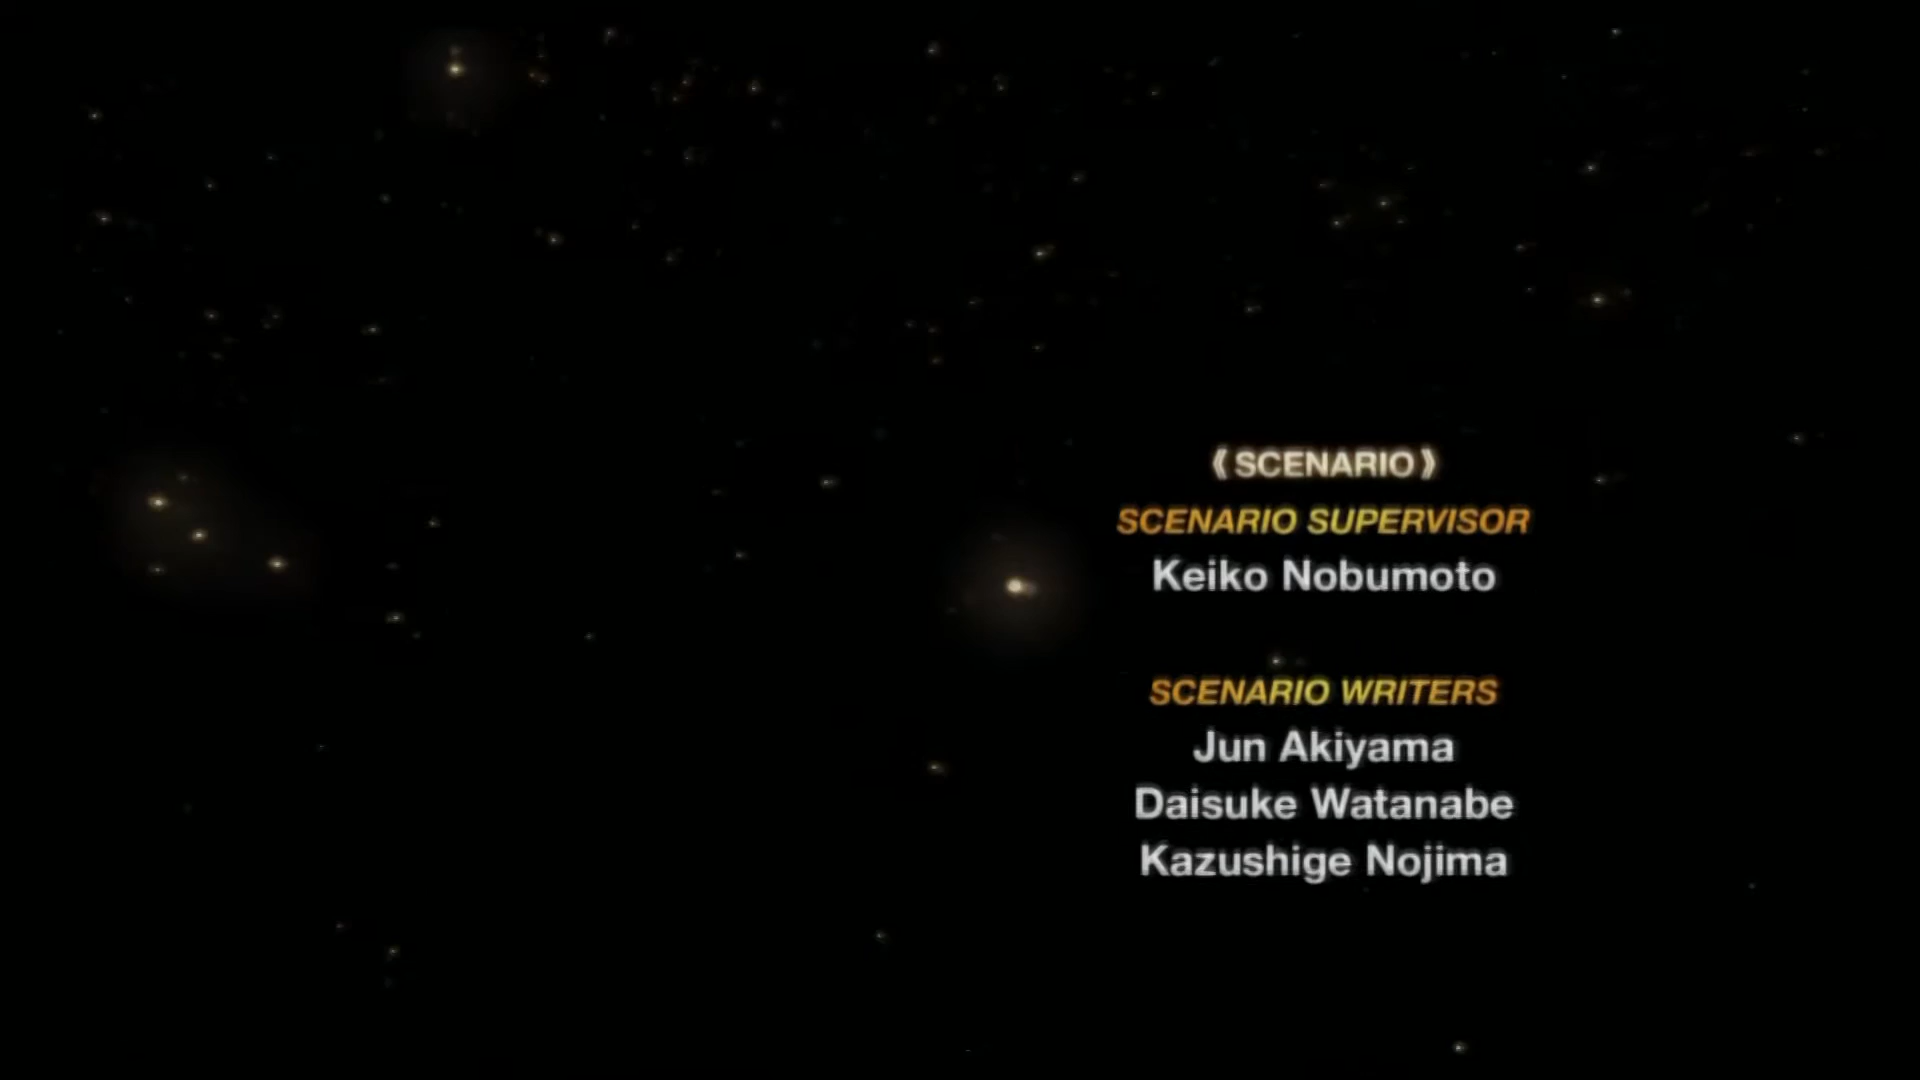 《SCENARIO》
SCENARIO SUPERVISOR
Keiko Nobumoto
SCENARIO WRITERS
Jun Akiyama
Daisuke Watanabe
Kazushige Nojima